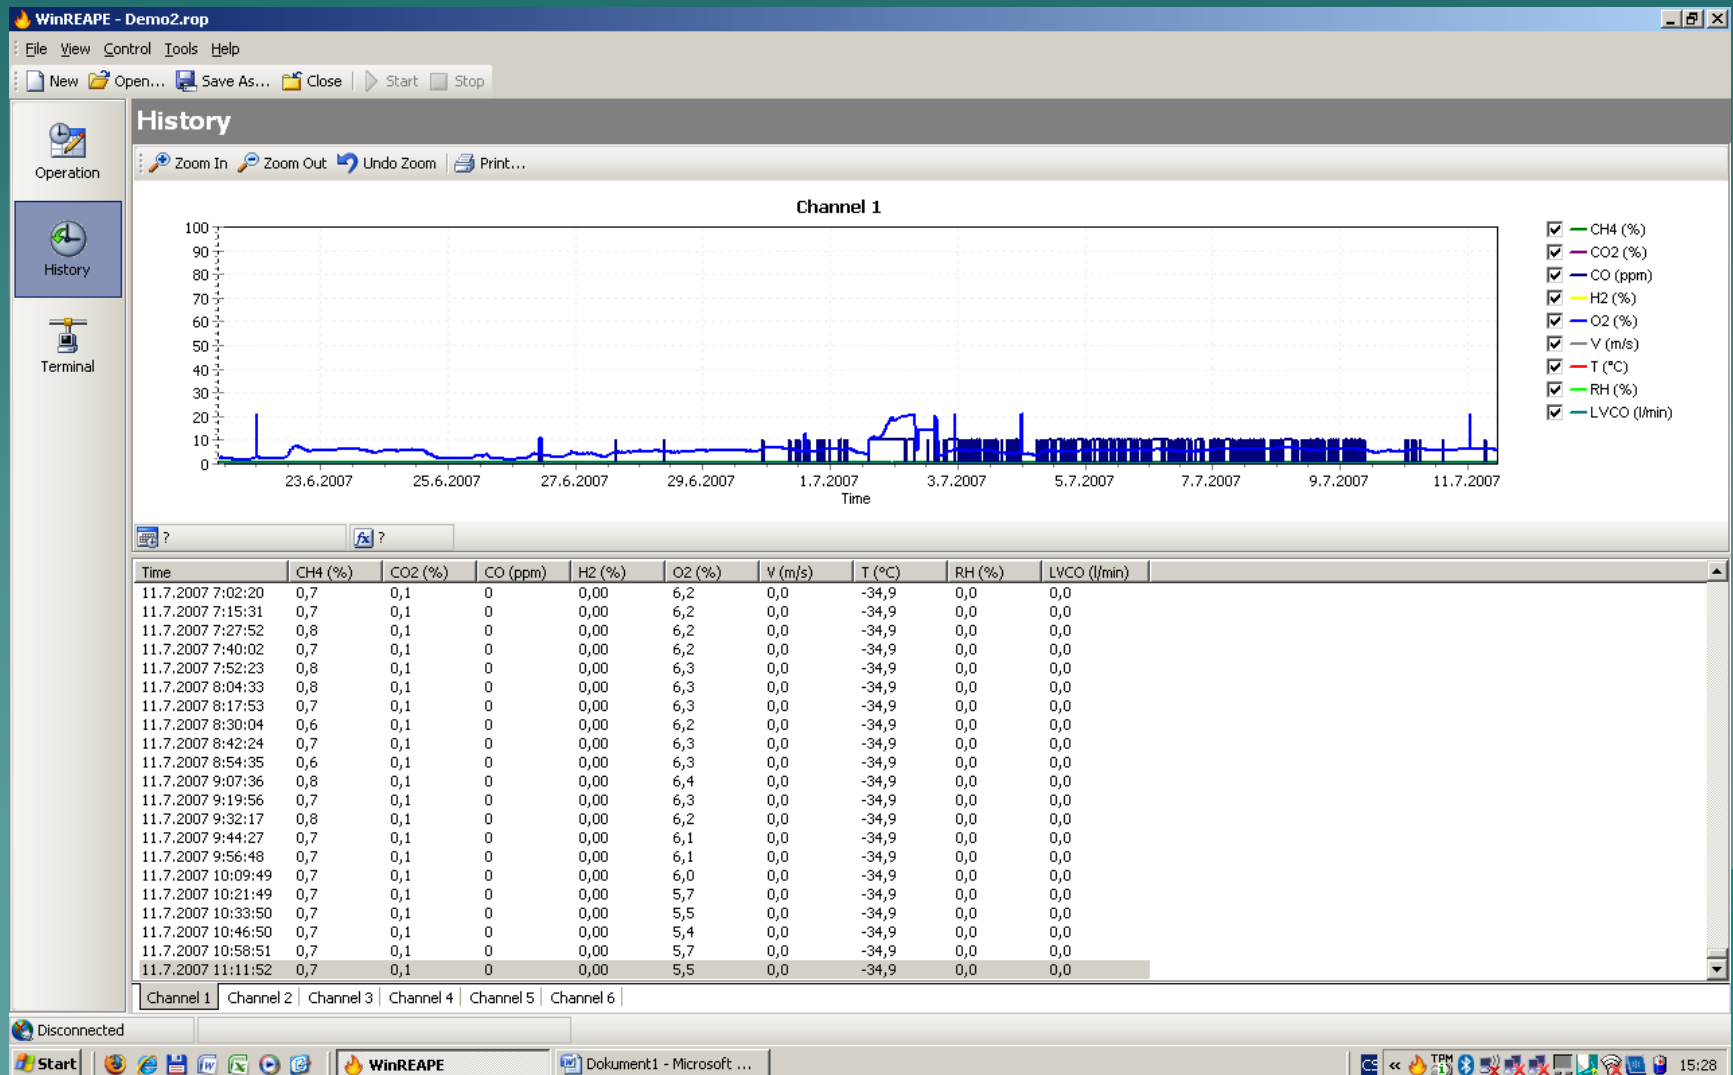 WinREAPE - Demo2.rop
File View Control Tools Help
New Open... Save As... Close Start Stop
Operation
History
Terminal
History
Zoom In Zoom Out Undo Zoom Print...
Channel 1
100
90
80
70
60
50
40
30
20
10
0
23.6.2007 25.6.2007 27.6.2007 29.6.2007 1.7.2007 3.7.2007 5.7.2007 7.7.2007 9.7.2007 11.7.2007
Time
CH4 (%)
CO2 (%)
CO (ppm)
H2 (%)
O2 (%)
V (m/s)
T (°C)
RH (%)
LVCO (l/min)
? fx ?
Time CH4 (%) CO2 (%) CO (ppm) H2 (%) O2 (%) V (m/s) T (°C) RH (%) LVCO (l/min)
11.7.2007 7:02:20 0,7 0,1 0 0,00 6,2 0,0 -34,9 0,0 0,0
11.7.2007 7:15:31 0,7 0,1 0 0,00 6,2 0,0 -34,9 0,0 0,0
11.7.2007 7:27:52 0,8 0,1 0 0,00 6,2 0,0 -34,9 0,0 0,0
11.7.2007 7:40:02 0,7 0,1 0 0,00 6,2 0,0 -34,9 0,0 0,0
11.7.2007 7:52:23 0,8 0,1 0 0,00 6,3 0,0 -34,9 0,0 0,0
11.7.2007 8:04:33 0,8 0,1 0 0,00 6,3 0,0 -34,9 0,0 0,0
11.7.2007 8:17:53 0,7 0,1 0 0,00 6,3 0,0 -34,9 0,0 0,0
11.7.2007 8:30:04 0,6 0,1 0 0,00 6,2 0,0 -34,9 0,0 0,0
11.7.2007 8:42:24 0,7 0,1 0 0,00 6,3 0,0 -34,9 0,0 0,0
11.7.2007 8:54:35 0,6 0,1 0 0,00 6,3 0,0 -34,9 0,0 0,0
11.7.2007 9:07:36 0,8 0,1 0 0,00 6,4 0,0 -34,9 0,0 0,0
11.7.2007 9:19:56 0,7 0,1 0 0,00 6,3 0,0 -34,9 0,0 0,0
11.7.2007 9:32:17 0,8 0,1 0 0,00 6,2 0,0 -34,9 0,0 0,0
11.7.2007 9:44:27 0,7 0,1 0 0,00 6,1 0,0 -34,9 0,0 0,0
11.7.2007 9:56:48 0,7 0,1 0 0,00 6,1 0,0 -34,9 0,0 0,0
11.7.2007 10:09:49 0,7 0,1 0 0,00 6,0 0,0 -34,9 0,0 0,0
11.7.2007 10:21:49 0,7 0,1 0 0,00 5,7 0,0 -34,9 0,0 0,0
11.7.2007 10:33:50 0,7 0,1 0 0,00 5,5 0,0 -34,9 0,0 0,0
11.7.2007 10:46:50 0,7 0,1 0 0,00 5,4 0,0 -34,9 0,0 0,0
11.7.2007 10:58:51 0,7 0,1 0 0,00 5,7 0,0 -34,9 0,0 0,0
11.7.2007 11:11:52 0,7 0,1 0 0,00 5,5 0,0 -34,9 0,0 0,0
Channel 1 Channel 2 Channel 3 Channel 4 Channel 5 Channel 6
Disconnected
Start WinREAPE Dokument1 - Microsoft ... CS « TPM 15:28